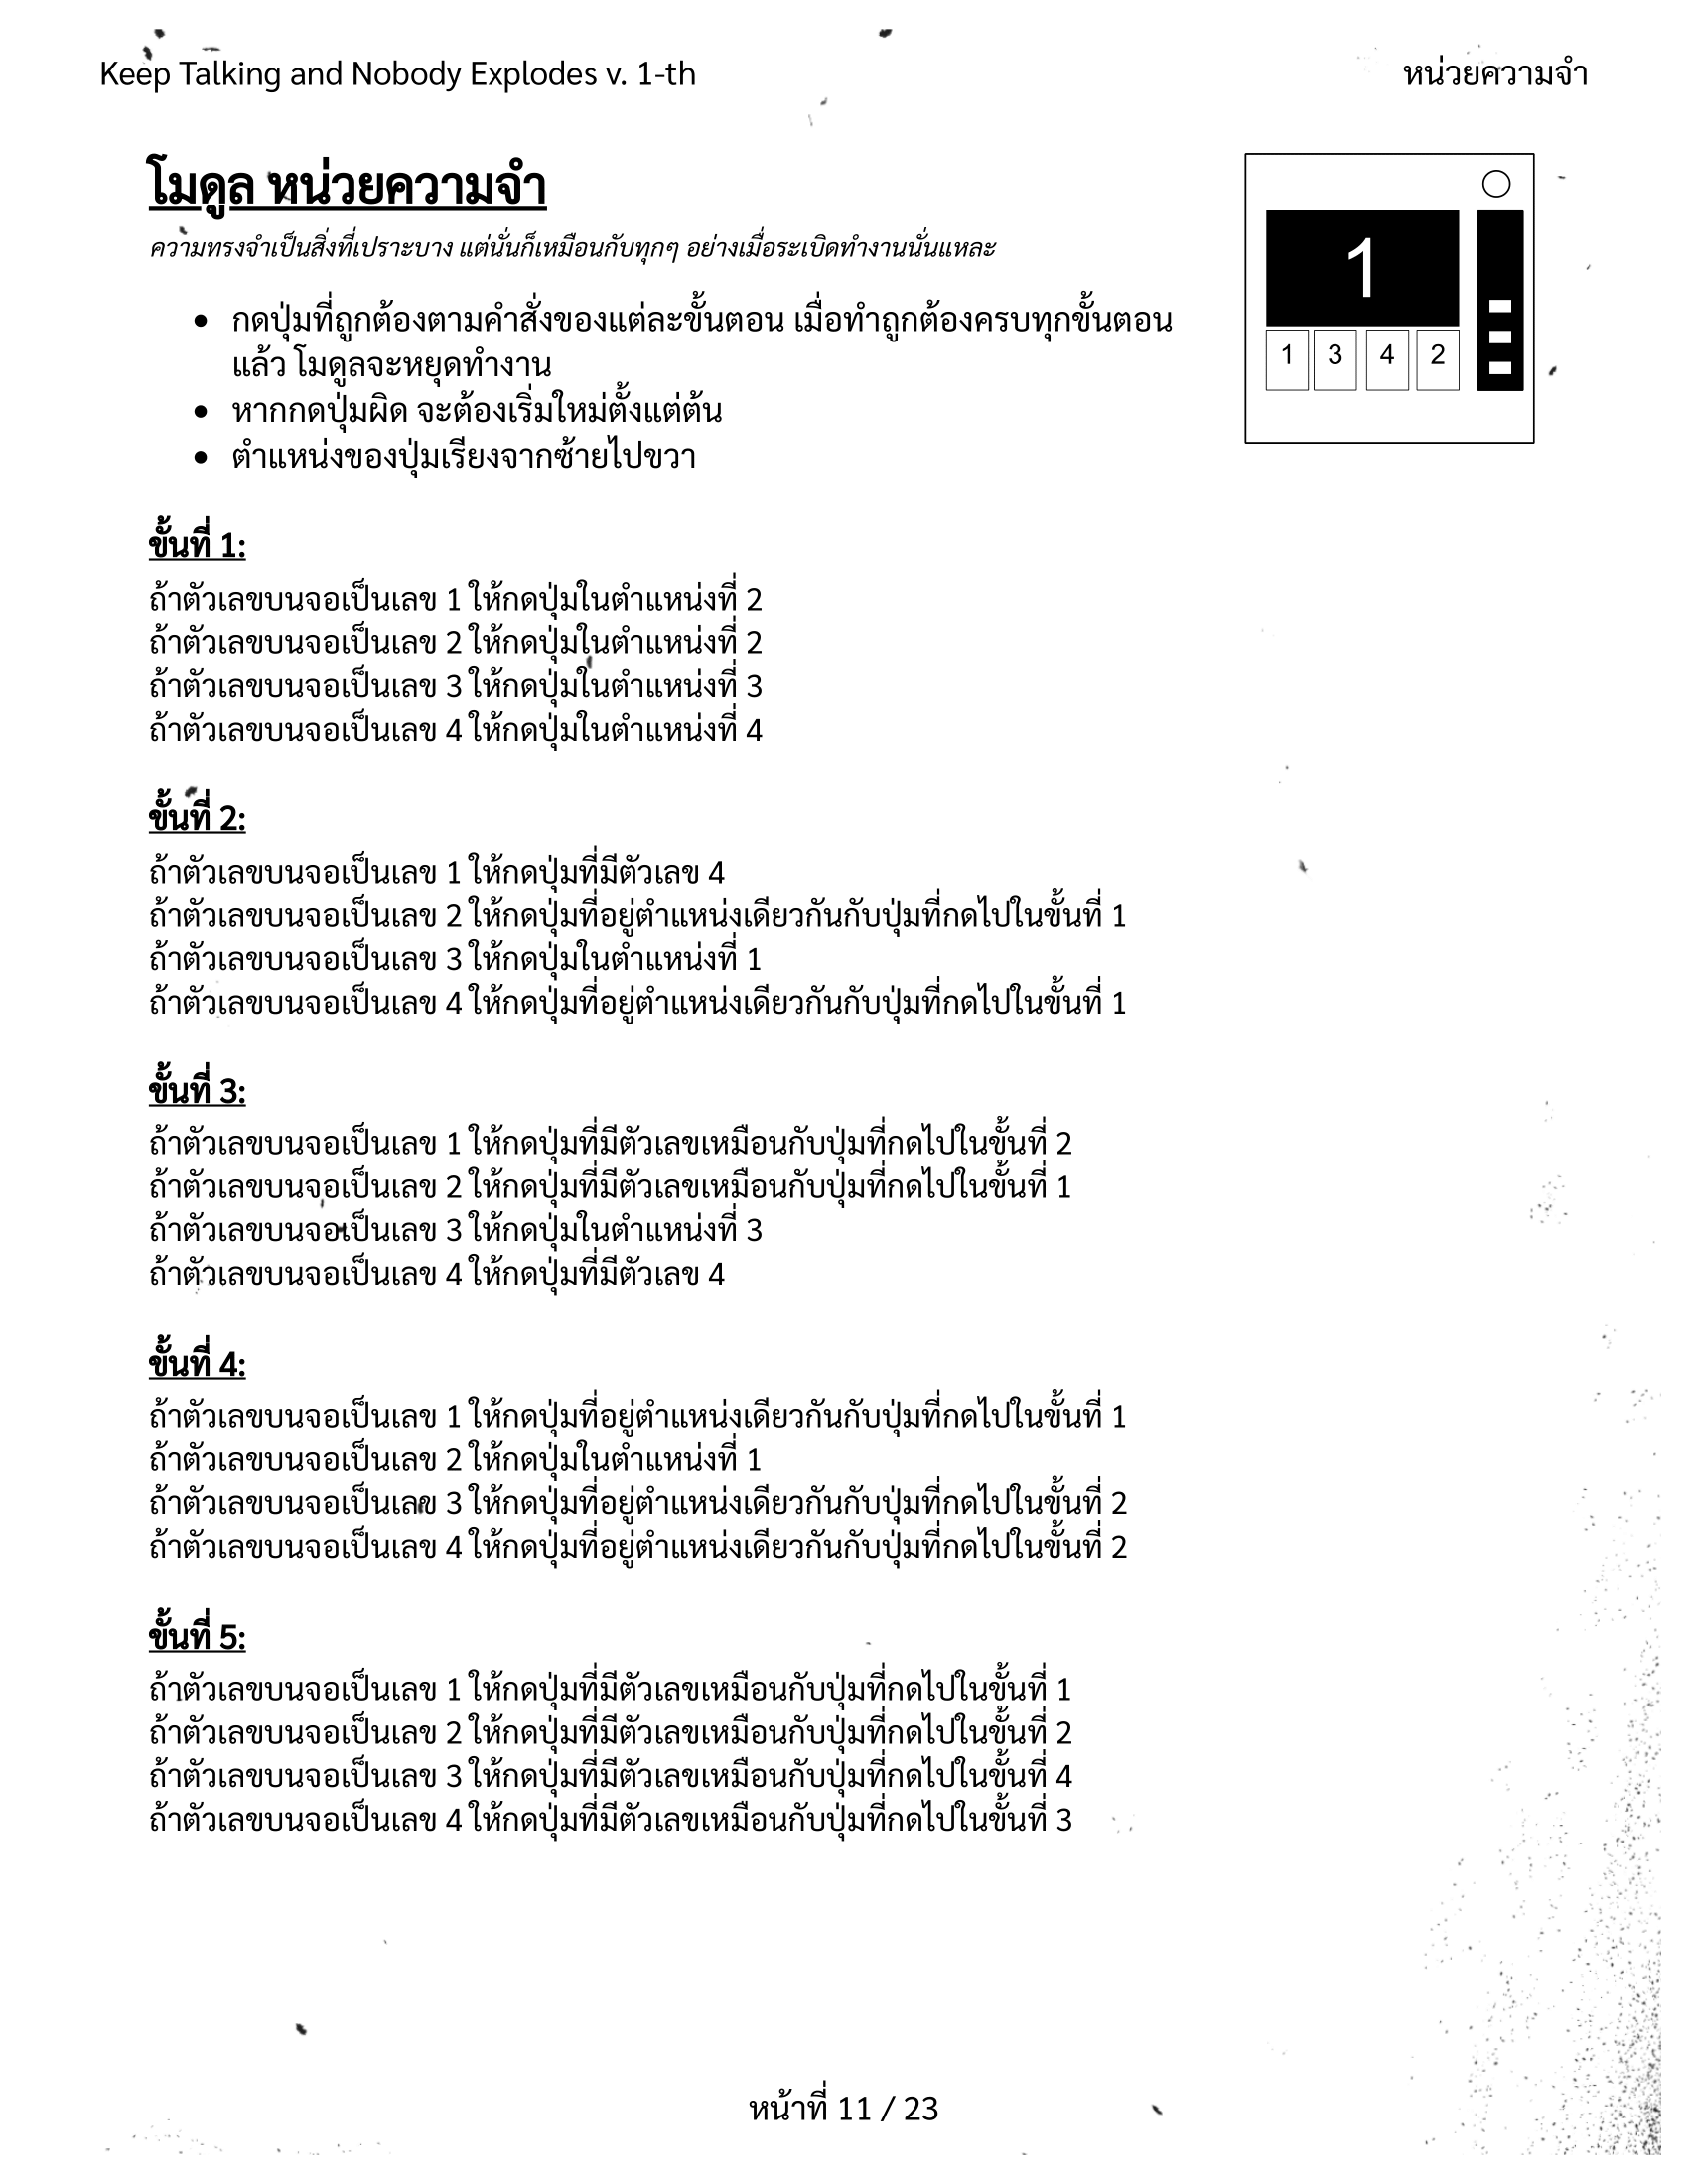 Keep Talking and Nobody Explodes v. 1-th
หน่วยความจำ
โมดูล หน่วยความจำ
ความทรงจำเป็นสิ่งที่เปราะบาง แต่นั่นก็เหมือนกับทุกๆ อย่างเมื่อระเบิดทำงานนั่นแหละ
1
1 3 4 2
• กดปุ่มที่ถูกต้องตามคำสั่งของแต่ละขั้นตอน เมื่อทำถูกต้องครบทุกขั้นตอน
แล้ว โมดูลจะหยุดทำงาน
• หากกดปุ่มผิด จะต้องเริ่มใหม่ตั้งแต่ต้น
• ตำแหน่งของปุ่มเรียงจากซ้ายไปขวา
ขั้นที่ 1:
ถ้าตัวเลขบนจอเป็นเลข 1 ให้กดปุ่มในตำแหน่งที่ 2
ถ้าตัวเลขบนจอเป็นเลข 2 ให้กดปุ่มในตำแหน่งที่ 2
ถ้าตัวเลขบนจอเป็นเลข 3 ให้กดปุ่มในตำแหน่งที่ 3
ถ้าตัวเลขบนจอเป็นเลข 4 ให้กดปุ่มในตำแหน่งที่ 4
ขั้นที่ 2:
ถ้าตัวเลขบนจอเป็นเลข 1 ให้กดปุ่มที่มีตัวเลข 4
ถ้าตัวเลขบนจอเป็นเลข 2 ให้กดปุ่มที่อยู่ตำแหน่งเดียวกันกับปุ่มที่กดไปในขั้นที่ 1
ถ้าตัวเลขบนจอเป็นเลข 3 ให้กดปุ่มในตำแหน่งที่ 1
ถ้าตัวเลขบนจอเป็นเลข 4 ให้กดปุ่มที่อยู่ตำแหน่งเดียวกันกับปุ่มที่กดไปในขั้นที่ 1
ขั้นที่ 3:
ถ้าตัวเลขบนจอเป็นเลข 1 ให้กดปุ่มที่มีตัวเลขเหมือนกับปุ่มที่กดไปในขั้นที่ 2
ถ้าตัวเลขบนจอเป็นเลข 2 ให้กดปุ่มที่มีตัวเลขเหมือนกับปุ่มที่กดไปในขั้นที่ 1
ถ้าตัวเลขบนจอเป็นเลข 3 ให้กดปุ่มในตำแหน่งที่ 3
ถ้าตัวเลขบนจอเป็นเลข 4 ให้กดปุ่มที่มีตัวเลข 4
ขั้นที่ 4:
ถ้าตัวเลขบนจอเป็นเลข 1 ให้กดปุ่มที่อยู่ตำแหน่งเดียวกันกับปุ่มที่กดไปในขั้นที่ 1
ถ้าตัวเลขบนจอเป็นเลข 2 ให้กดปุ่มในตำแหน่งที่ 1
ถ้าตัวเลขบนจอเป็นเลข 3 ให้กดปุ่มที่อยู่ตำแหน่งเดียวกันกับปุ่มที่กดไปในขั้นที่ 2
ถ้าตัวเลขบนจอเป็นเลข 4 ให้กดปุ่มที่อยู่ตำแหน่งเดียวกันกับปุ่มที่กดไปในขั้นที่ 2
ขั้นที่ 5:
ถ้าตัวเลขบนจอเป็นเลข 1 ให้กดปุ่มที่มีตัวเลขเหมือนกับปุ่มที่กดไปในขั้นที่ 1
ถ้าตัวเลขบนจอเป็นเลข 2 ให้กดปุ่มที่มีตัวเลขเหมือนกับปุ่มที่กดไปในขั้นที่ 2
ถ้าตัวเลขบนจอเป็นเลข 3 ให้กดปุ่มที่มีตัวเลขเหมือนกับปุ่มที่กดไปในขั้นที่ 4
ถ้าตัวเลขบนจอเป็นเลข 4 ให้กดปุ่มที่มีตัวเลขเหมือนกับปุ่มที่กดไปในขั้นที่ 3
หน้าที่ 11 / 23